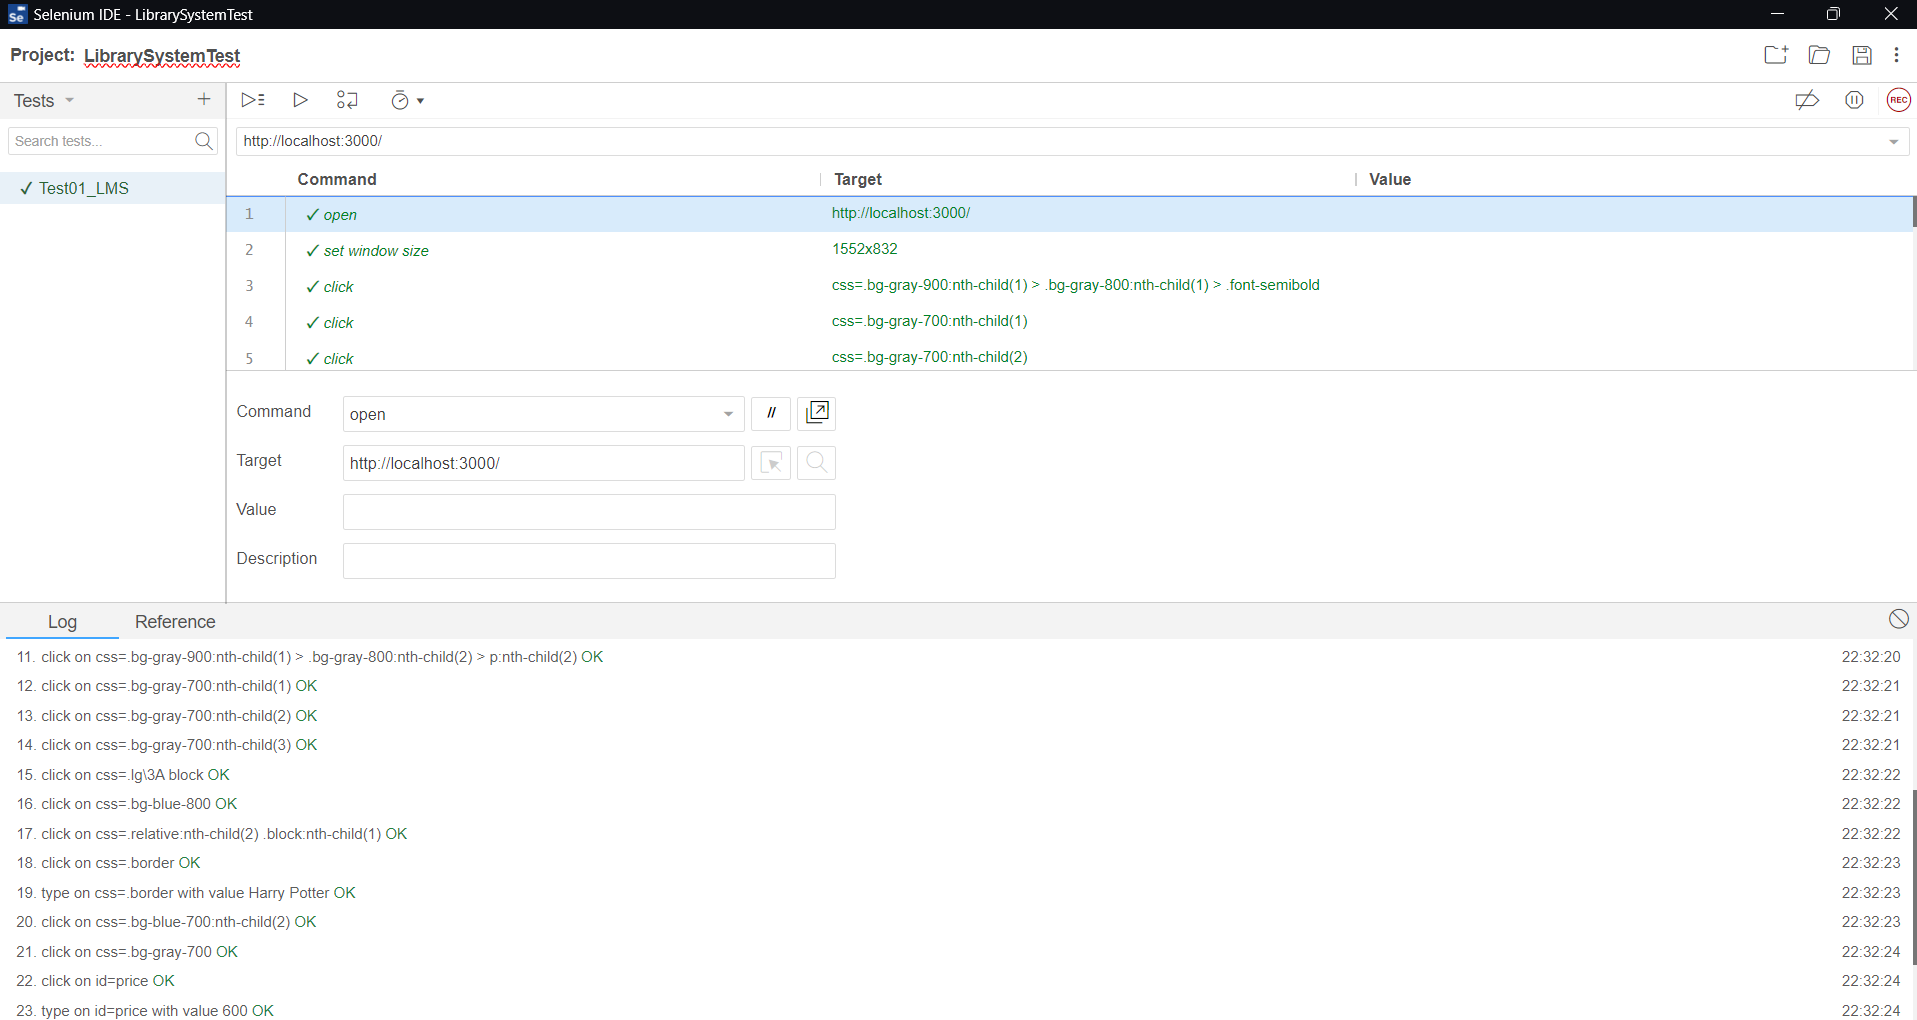 Se Selenium IDE - LibrarySystemTest
Project: LibrarySystemTest
Tests
Search tests...
✓ Test01_LMS
REC
http://localhost:3000/
Command Target Value
1 ✓ open http://localhost:3000/
2 ✓ set window size 1552x832
3 ✓ click css=.bg-gray-900:nth-child(1) > .bg-gray-800:nth-child(1) > .font-semibold
4 ✓ click css=.bg-gray-700:nth-child(1)
5 ✓ click css=.bg-gray-700:nth-child(2)
Command open //
Target http://localhost:3000/
Value
Description
Log Reference
11. click on css=.bg-gray-900:nth-child(1) > .bg-gray-800:nth-child(2) > p:nth-child(2) OK 22:32:20
12. click on css=.bg-gray-700:nth-child(1) OK 22:32:21
13. click on css=.bg-gray-700:nth-child(2) OK 22:32:21
14. click on css=.bg-gray-700:nth-child(3) OK 22:32:21
15. click on css=.lg\3A block OK 22:32:22
16. click on css=.bg-blue-800 OK 22:32:22
17. click on css=.relative:nth-child(2) .block:nth-child(1) OK 22:32:22
18. click on css=.border OK 22:32:23
19. type on css=.border with value Harry Potter OK 22:32:23
20. click on css=.bg-blue-700:nth-child(2) OK 22:32:23
21. click on css=.bg-gray-700 OK 22:32:24
22. click on id=price OK 22:32:24
23. type on id=price with value 600 OK 22:32:24